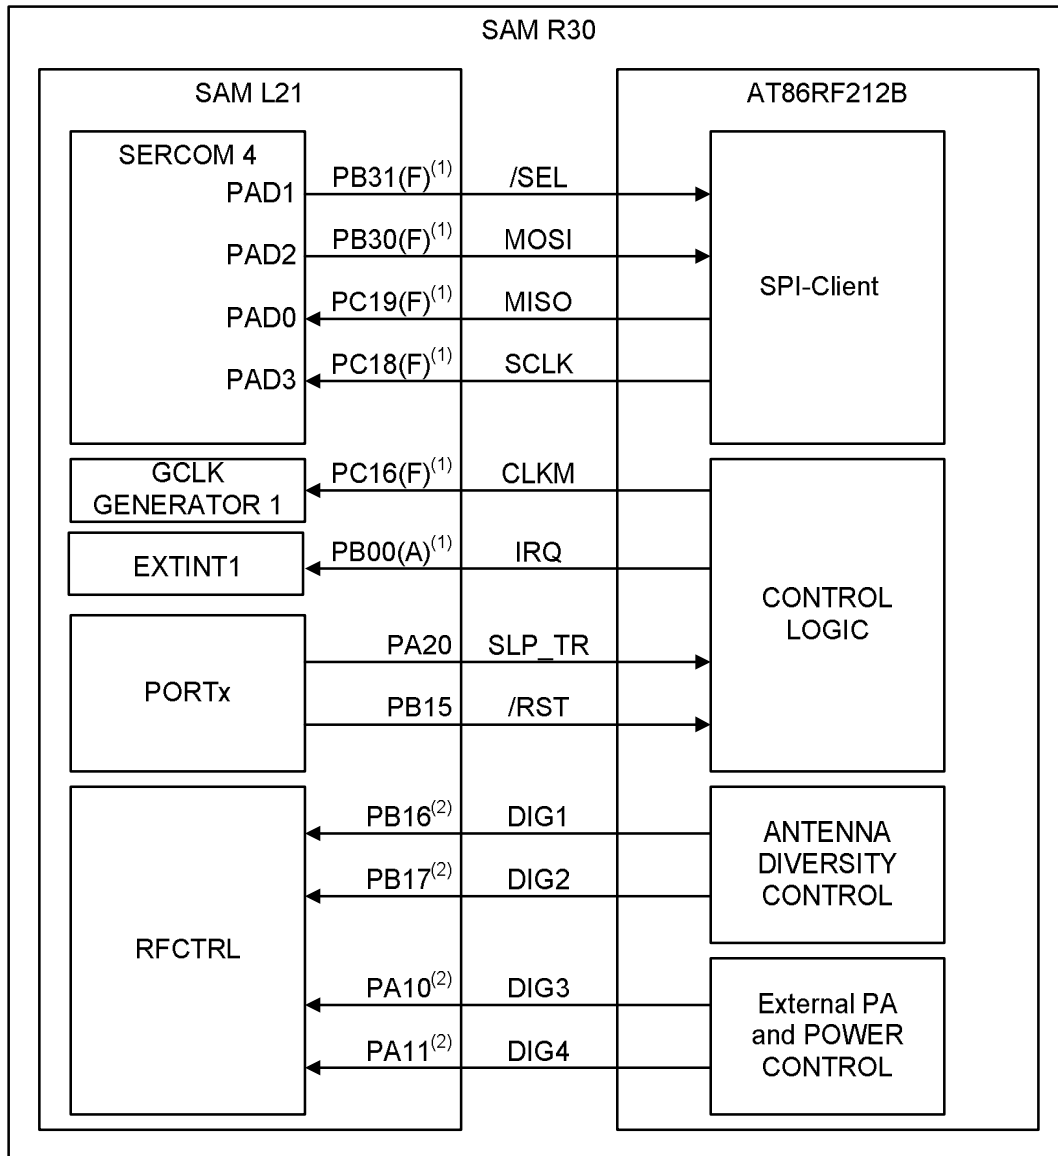 SAM R30
SAM L21
AT86RF212B
SERCOM 4
PAD1
PB31(F)(1)
/SEL
PAD2
PB30(F)(1)
MOSI
SPI-Client
PAD0
PC19(F)(1)
MISO
PAD3
PC18(F)(1)
SCLK
GCLK
GENERATOR 1
PC16(F)(1)
CLKM
EXTINT1
PB00(A)(1)
IRQ
CONTROL
LOGIC
PORTx
PA20
SLP_TR
PB15
/RST
RFCTRL
PB16(2)
DIG1
PB17(2)
DIG2
ANTENNA
DIVERSITY
CONTROL
PA10(2)
DIG3
PA11(2)
DIG4
External PA
and POWER
CONTROL